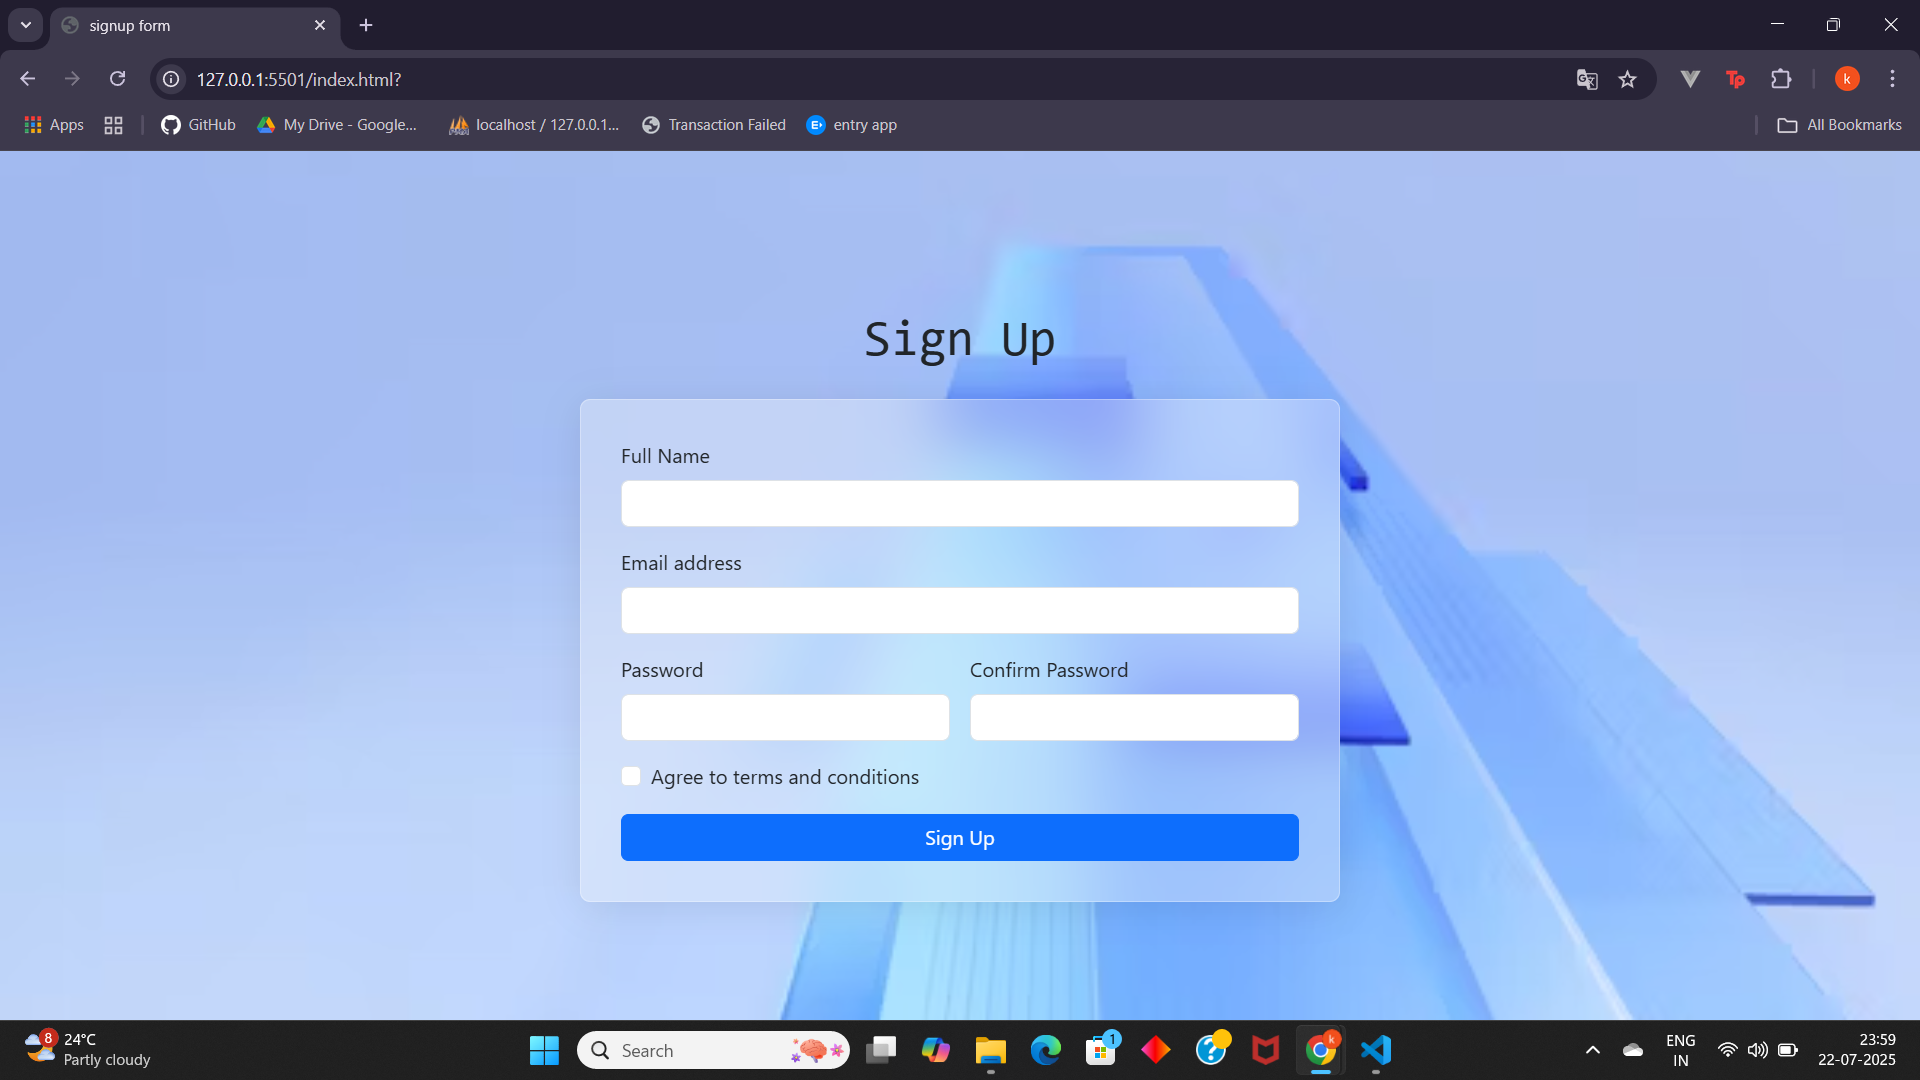 signup form
127.0.0.1:5501/index.html?
k
Apps
GitHub
My Drive - Google...
localhost / 127.0.0.1...
Transaction Failed
entry app
All Bookmarks
Sign Up
Full Name
Email address
Password Confirm Password
Agree to terms and conditions
Sign Up
8
24°C
Partly cloudy
Search
1
k
ENG
IN
23:59
22-07-2025